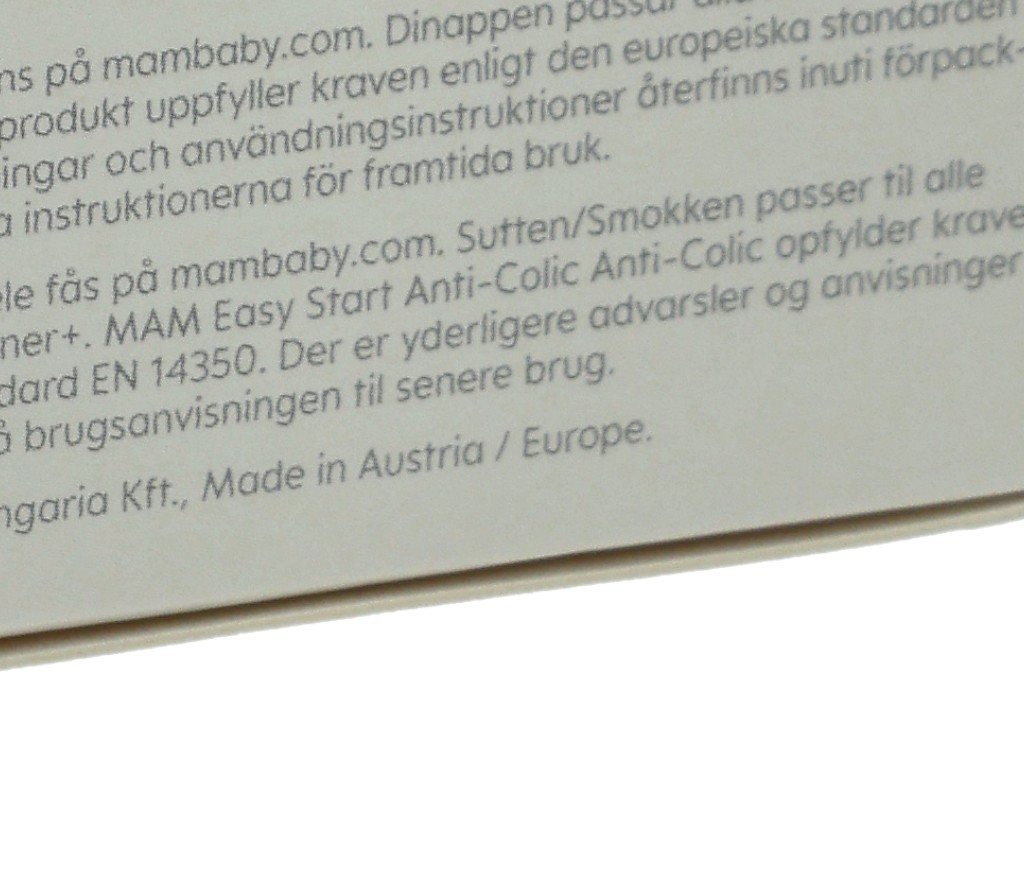 på mambaby.com. Dinappen passar
produkt uppfyller kraven enligt den europeiska standarden
ingar och användningsinstruktioner återfinns inuti förpack-
instruktionerna för framtida bruk.
fås på mambaby.com. Sutten/Smokken passer til alle
ner+. MAM Easy Start Anti-Colic Anti-Colic opfylder krave
dard EN 14350. Der er yderligere advarsler og anvisninger
brugsanvisningen til senere brug.
ngaria Kft., Made in Austria / Europe.